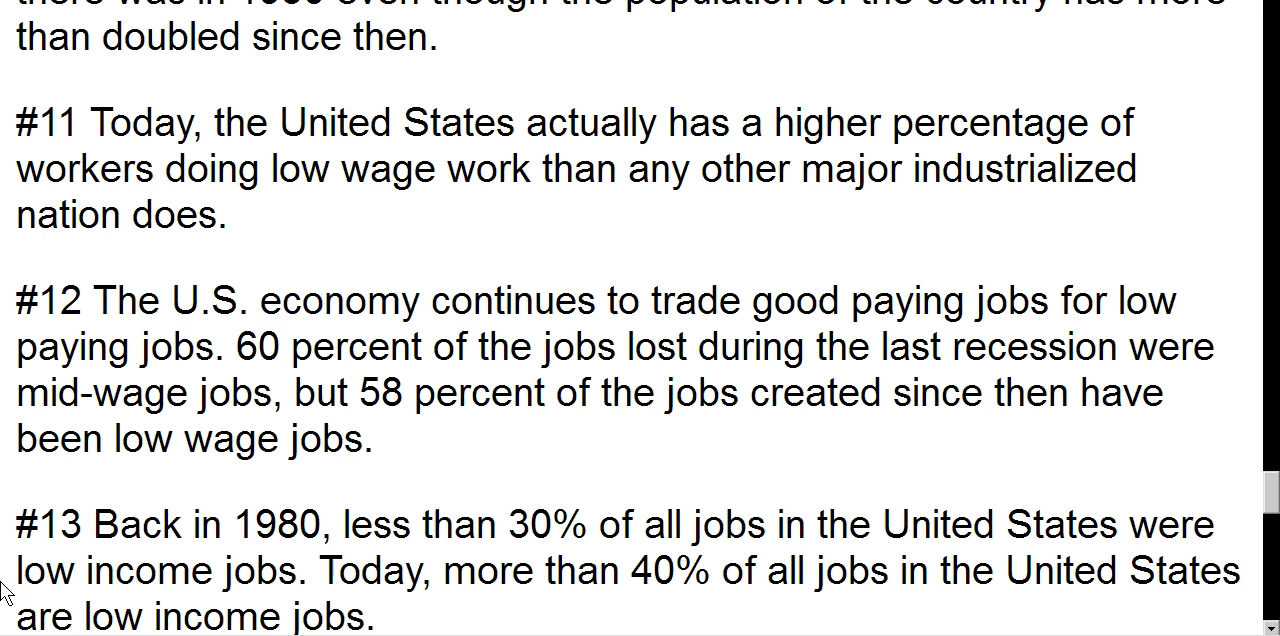 than doubled since then.
#11 Today, the United States actually has a higher percentage of
workers doing low wage work than any other major industrialized
nation does.
#12 The U.S. economy continues to trade good paying jobs for low
paying jobs. 60 percent of the jobs lost during the last recession were
mid-wage jobs, but 58 percent of the jobs created since then have
been low wage jobs.
#13 Back in 1980, less than 30% of all jobs in the United States were
low income jobs. Today, more than 40% of all jobs in the United States
are low income jobs.